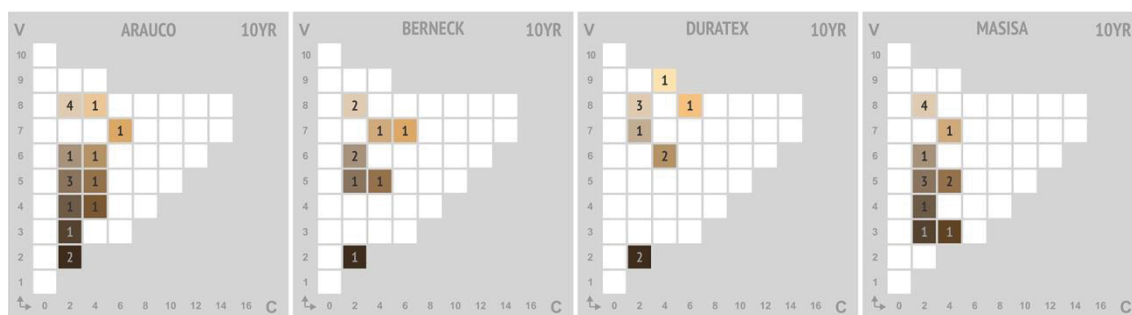 V ARAUCO 10YR
10
9
8 4 1
7 1
6 1 1
5 3 1
4 1 1
3 1
2 2
1
0 2 4 6 8 10 12 14 16 C
V BERNECK 10YR
10
9
8 2
7 1 1
6 2
5 1 1
4
3
2 1
1
0 2 4 6 8 10 12 14 16 C
V DURATEX 10YR
10
9 1
8 3 1
7 1
6 2
5
4
3
2 2
1
0 2 4 6 8 10 12 14 16 C
V MASISA 10YR
10
9
8 4
7 1
6 1
5 3 2
4 1
3 1 1
2
1
0 2 4 6 8 10 12 14 16 C